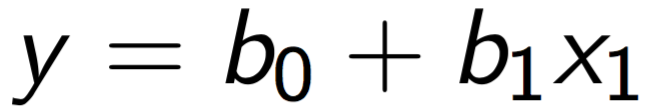 y = b₀ + b₁x₁